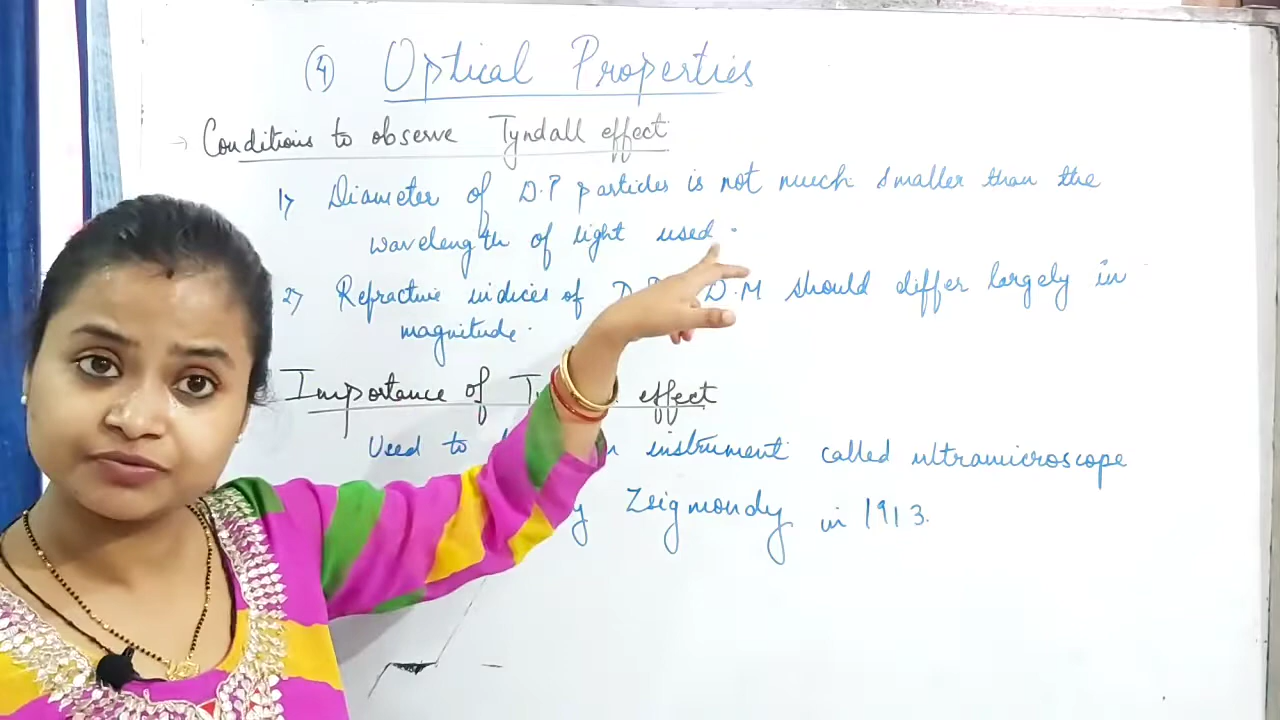 (4) Optical Properties
→ Conditions to observe Tyndall effect
1) Diameter of D.P particles is not much smaller than the
wavelength of light used.
2) Refractive indices of D.M should differ largely in
magnitude.
Importance of effect
Used to instrument called ultramicroscope
Zsigmondy in 1913.